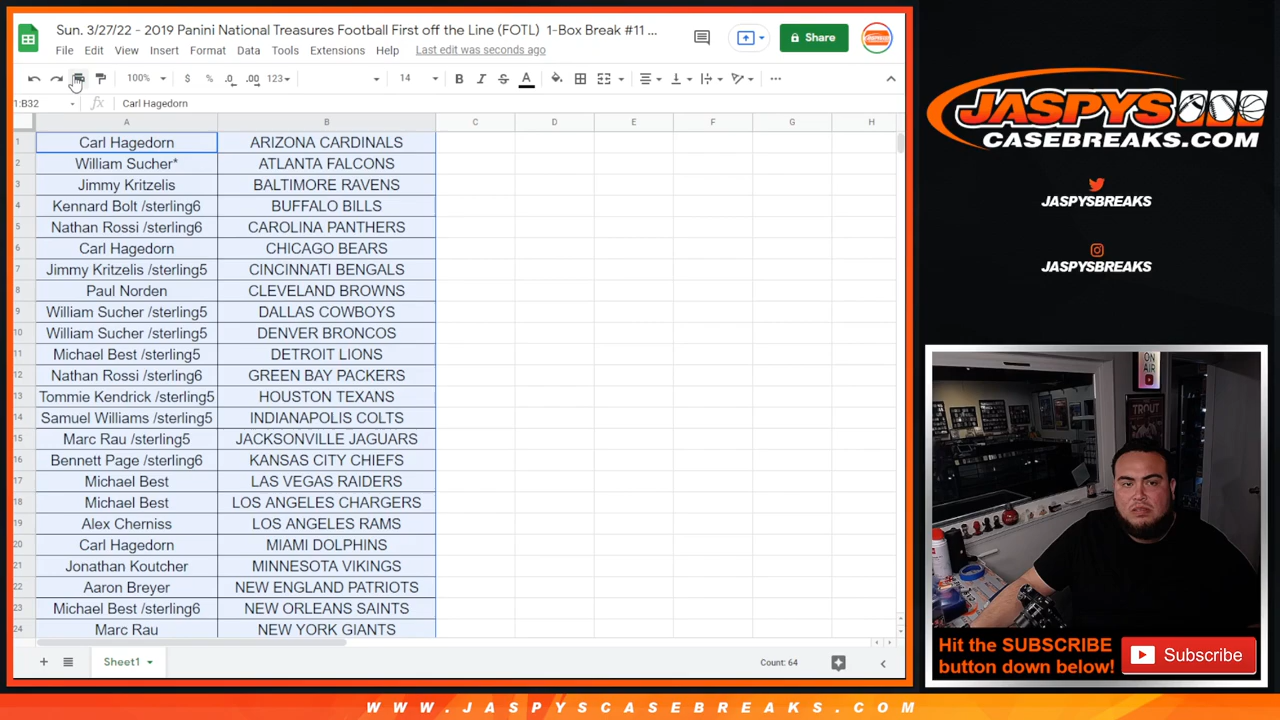 Sun. 3/27/22 - 2019 Panini National Treasures Football First off the Line (FOTL) 1-Box Break #11 ...
File Edit View Insert Format Data Tools Extensions Help Last edit was seconds ago
Share
100% $ % .0 .00 123 14 B I S A
1:B32 fx Carl Hagedorn
A B C D E F G H
1 Carl Hagedorn ARIZONA CARDINALS
2 William Sucher* ATLANTA FALCONS
3 Jimmy Kritzelis BALTIMORE RAVENS
4 Kennard Bolt /sterling6 BUFFALO BILLS
5 Nathan Rossi /sterling6 CAROLINA PANTHERS
6 Carl Hagedorn CHICAGO BEARS
7 Jimmy Kritzelis /sterling5 CINCINNATI BENGALS
8 Paul Norden CLEVELAND BROWNS
9 William Sucher /sterling5 DALLAS COWBOYS
10 William Sucher /sterling5 DENVER BRONCOS
11 Michael Best /sterling5 DETROIT LIONS
12 Nathan Rossi /sterling6 GREEN BAY PACKERS
13 Tommie Kendrick /sterling5 HOUSTON TEXANS
14 Samuel Williams /sterling5 INDIANAPOLIS COLTS
15 Marc Rau /sterling5 JACKSONVILLE JAGUARS
16 Bennett Page /sterling6 KANSAS CITY CHIEFS
17 Michael Best LAS VEGAS RAIDERS
18 Michael Best LOS ANGELES CHARGERS
19 Alex Cherniss LOS ANGELES RAMS
20 Carl Hagedorn MIAMI DOLPHINS
21 Jonathan Koutcher MINNESOTA VIKINGS
22 Aaron Breyer NEW ENGLAND PATRIOTS
23 Michael Best /sterling6 NEW ORLEANS SAINTS
24 Marc Rau NEW YORK GIANTS
Sheet1
Count: 64
JASPYS
CASEBREAKS.COM
JASPYSBREAKS
JASPYSBREAKS
ON
AIR
TROUT
Hit the SUBSCRIBE
button down below!
Subscribe
WWW.JASPYSCASEBREAKS.COM